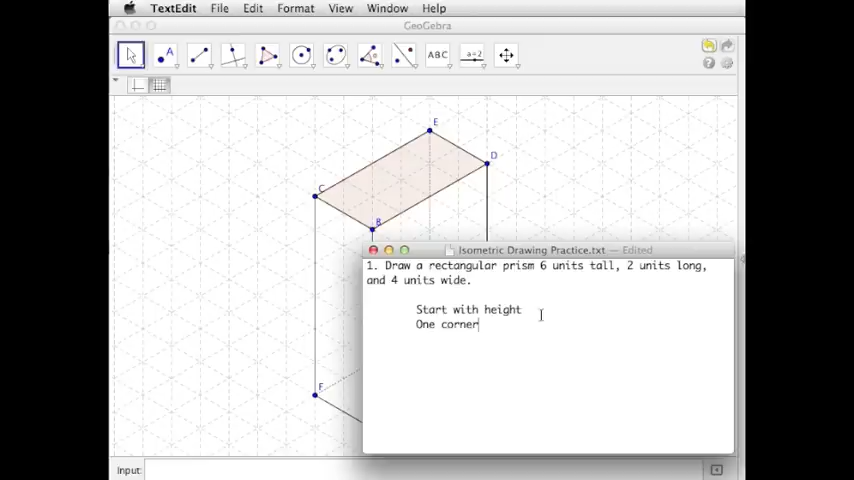 TextEdit File Edit Format View Window Help
GeoGebra
A
ABC
a=2
E
D
C
B
Isometric Drawing Practice.txt — Edited
1. Draw a rectangular prism 6 units tall, 2 units long,
and 4 units wide.
Start with height
One corner
F
Input: